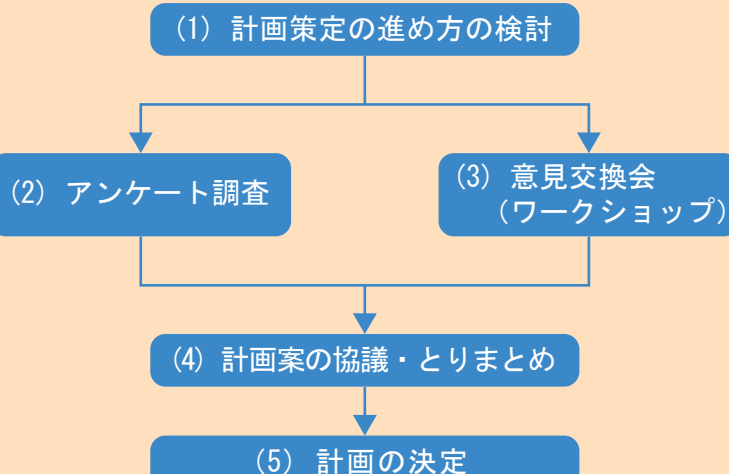 (1) 計画策定の進め方の検討
(2) アンケート調査
(3) 意見交換会
（ワークショップ）
(4) 計画案の協議・とりまとめ
(5) 計画の決定